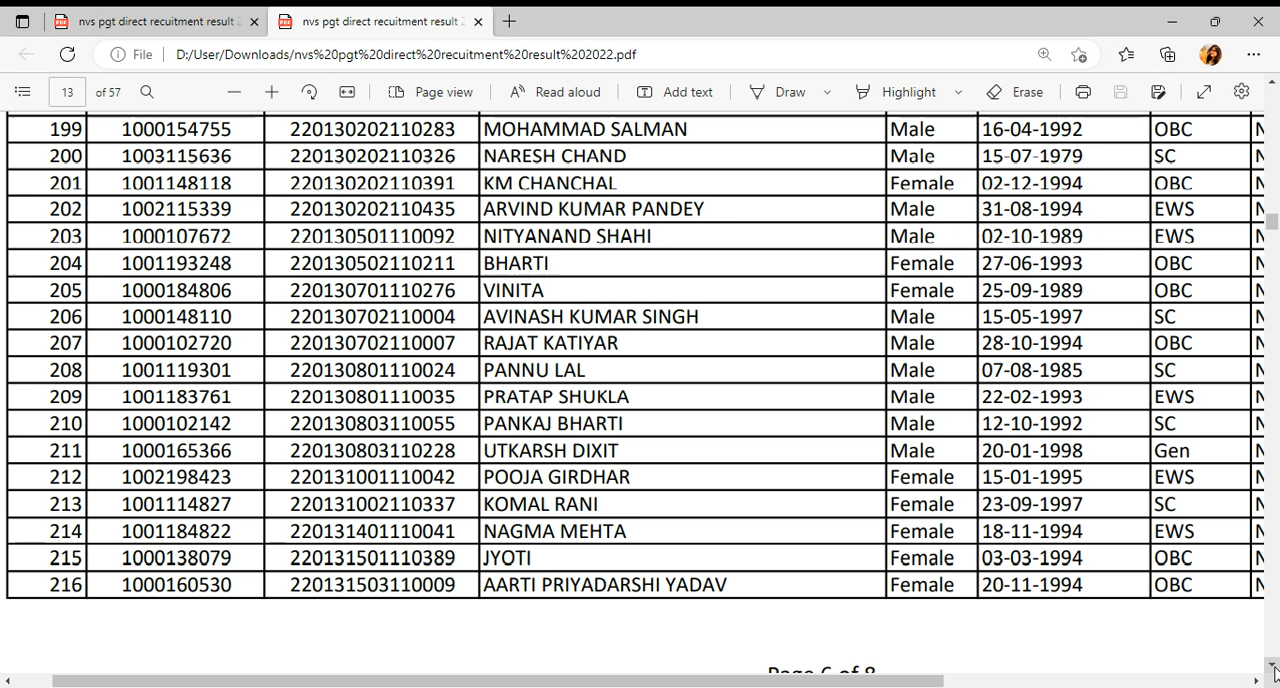 nvs pgt direct recuitment result 2
nvs pgt direct recuitment result 2
File D:/User/Downloads/nvs%20pgt%20direct%20recuitment%20result%202022.pdf
13 of 57 Page view Read aloud Add text Draw Highlight Erase
199 1000154755 220130202110283 MOHAMMAD SALMAN Male 16-04-1992 OBC N
200 1003115636 220130202110326 NARESH CHAND Male 15-07-1979 SC N
201 1001148118 220130202110391 KM CHANCHAL Female 02-12-1994 OBC N
202 1002115339 220130202110435 ARVIND KUMAR PANDEY Male 31-08-1994 EWS N
203 1000107672 220130501110092 NITYANAND SHAHI Male 02-10-1989 EWS N
204 1001193248 220130502110211 BHARTI Female 27-06-1993 OBC N
205 1000184806 220130701110276 VINITA Female 25-09-1989 OBC N
206 1000148110 220130702110004 AVINASH KUMAR SINGH Male 15-05-1997 SC N
207 1000102720 220130702110007 RAJAT KATIYAR Male 28-10-1994 OBC N
208 1001119301 220130801110024 PANNU LAL Male 07-08-1985 SC N
209 1001183761 220130801110035 PRATAP SHUKLA Male 22-02-1993 EWS N
210 1000102142 220130803110055 PANKAJ BHARTI Male 12-10-1992 SC N
211 1000165366 220130803110228 UTKARSH DIXIT Male 20-01-1998 Gen N
212 1002198423 220131001110042 POOJA GIRDHAR Female 15-01-1995 EWS N
213 1001114827 220131002110337 KOMAL RANI Female 23-09-1997 SC N
214 1001184822 220131401110041 NAGMA MEHTA Female 18-11-1994 EWS N
215 1000138079 220131501110389 JYOTI Female 03-03-1994 OBC N
216 1000160530 220131503110009 AARTI PRIYADARSHI YADAV Female 20-11-1994 OBC N
Page 6 of 8